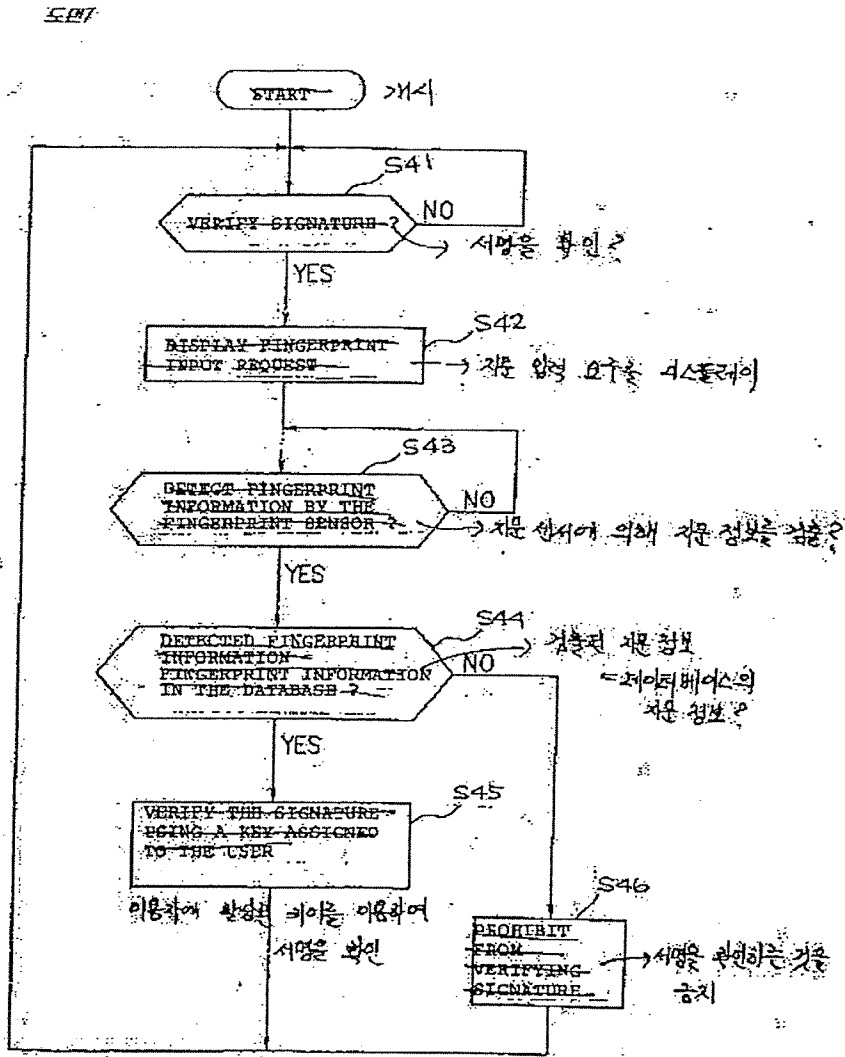 도면7
START 개시
S41
VERIFY SIGNATURE ?
NO
서명을 확인?
YES
S42
DISPLAY FINGERPRINT
INPUT REQUEST
지문 입력 요구를 디스플레이
S43
DETECT FINGERPRINT
INFORMATION BY THE
FINGERPRINT SENSOR ?
NO
지문 센서에 의해 지문 정보를 검출?
YES
S44
DETECTED FINGERPRINT
INFORMATION
FINGERPRINT INFORMATION
IN THE DATABASE ?
NO
검출된 지문 정보
= 데이터베이스의
지문 정보?
YES
S45
VERIFY THE SIGNATURE
USING A KEY ASSIGNED
TO THE USER
이용자에 할당된 키이를 이용하여
서명을 확인
S46
PROHIBIT
FROM
VERIFYING
SIGNATURE
서명을 확인하는 것을
금지